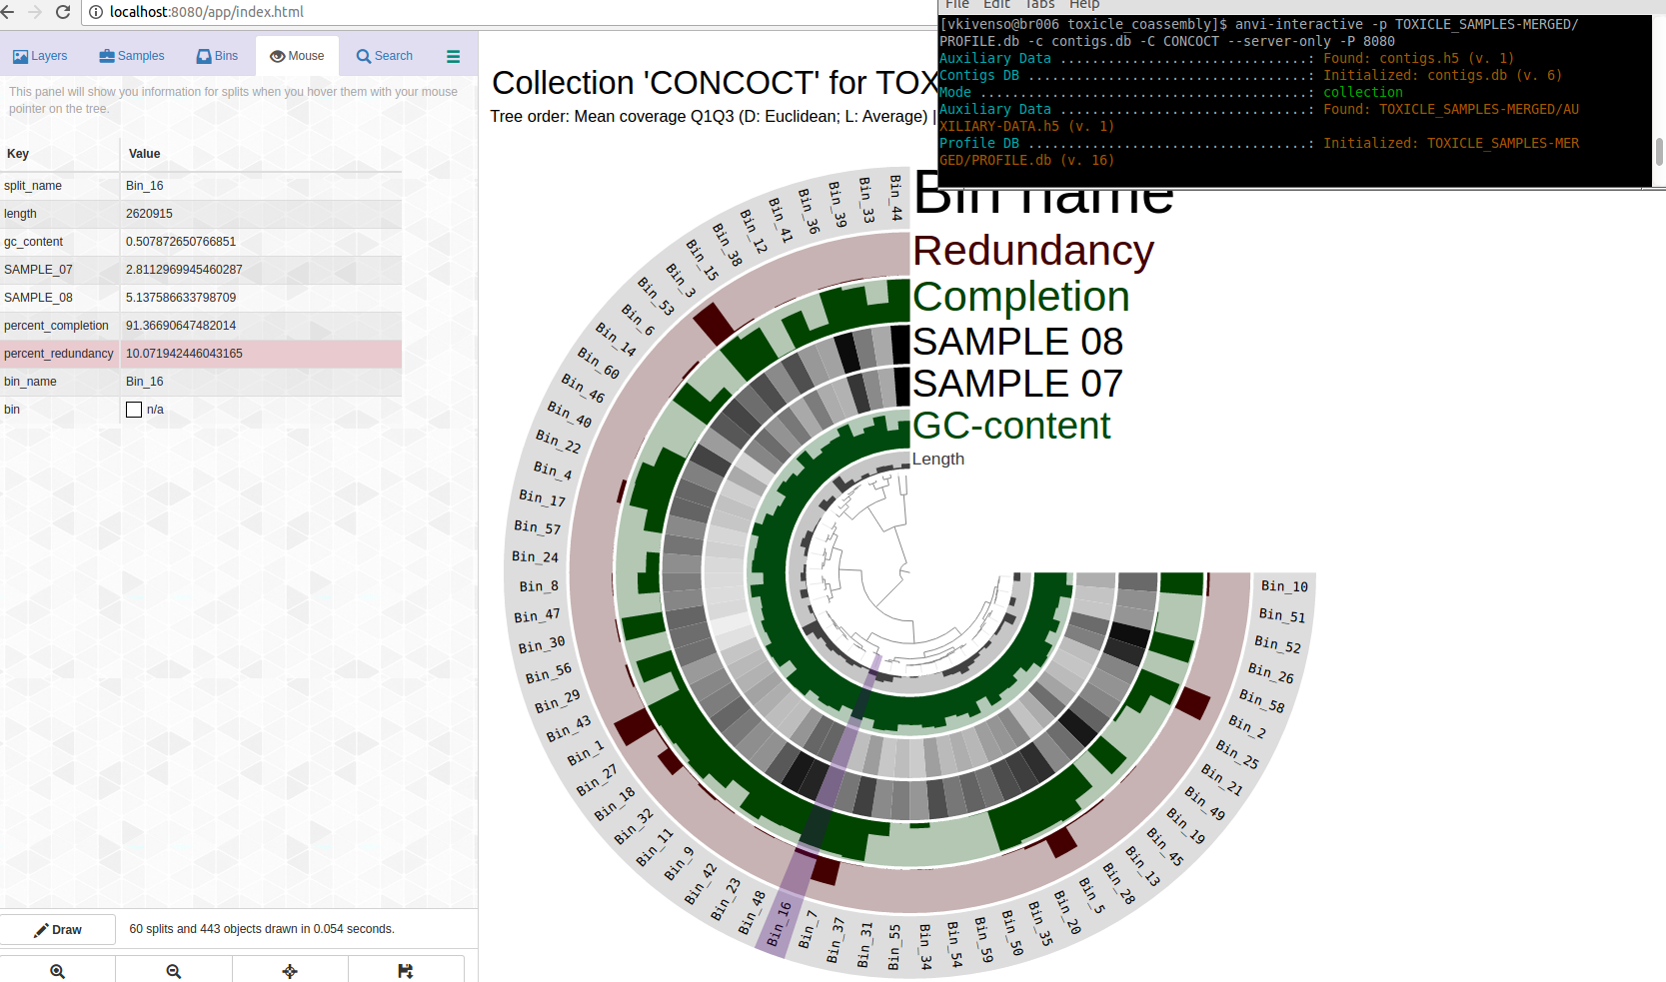 localhost:8080/app/index.html
Layers
Samples
Bins
Mouse
Search
This panel will show you information for splits when you hover them with your mouse
pointer on the tree.
Key Value
split_name Bin_16
length 2620915
gc_content 0.507872650766851
SAMPLE_07 2.8112969945460287
SAMPLE_08 5.137586633798709
percent_completion 91.36690647482014
percent_redundancy 10.071942446043165
bin_name Bin_16
bin n/a
Draw
60 splits and 443 objects drawn in 0.054 seconds.
Collection 'CONCOCT' for TOX
Tree order: Mean coverage Q1Q3 (D: Euclidean; L: Average) |
File Edit Tabs Help
[vkivenso@br006 toxicle_coassembly]$ anvi-interactive -p TOXICLE_SAMPLES-MERGED/
PROFILE.db -c contigs.db -C CONCOCT --server-only -P 8080
Auxiliary Data ...............................: Found: contigs.h5 (v. 1)
Contigs DB ...................................: Initialized: contigs.db (v. 6)
Mode .........................................: collection
Auxiliary Data ...............................: Found: TOXICLE_SAMPLES-MERGED/AU
XILIARY-DATA.h5 (v. 1)
Profile DB ...................................: Initialized: TOXICLE_SAMPLES-MER
GED/PROFILE.db (v. 16)
Bin name
Redundancy
Completion
SAMPLE 08
SAMPLE 07
GC-content
Length
Bin_44
Bin_33
Bin_39
Bin_36
Bin_41
Bin_12
Bin_38
Bin_15
Bin_3
Bin_53
Bin_6
Bin_14
Bin_60
Bin_46
Bin_40
Bin_22
Bin_4
Bin_17
Bin_57
Bin_24
Bin_8
Bin_47
Bin_30
Bin_56
Bin_29
Bin_43
Bin_1
Bin_27
Bin_18
Bin_32
Bin_11
Bin_9
Bin_42
Bin_23
Bin_48
Bin_16
Bin_7
Bin_37
Bin_31
Bin_55
Bin_34
Bin_54
Bin_59
Bin_50
Bin_35
Bin_20
Bin_5
Bin_28
Bin_13
Bin_45
Bin_19
Bin_49
Bin_21
Bin_25
Bin_2
Bin_58
Bin_26
Bin_52
Bin_51
Bin_10